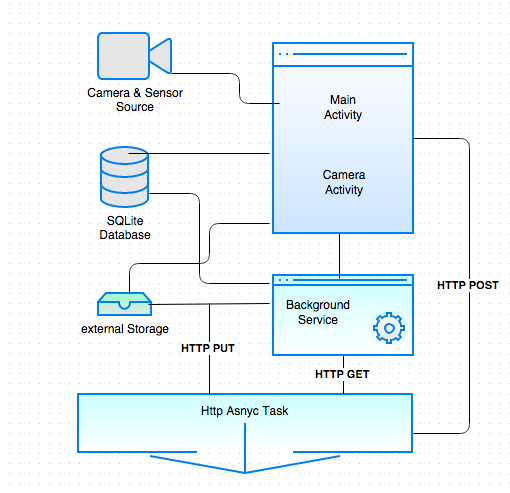 Camera & Sensor
Source
Main
Activity
Camera
Activity
SQLite
Database
HTTP POST
Background
Service
external Storage
HTTP PUT
HTTP GET
Http Asnyc Task